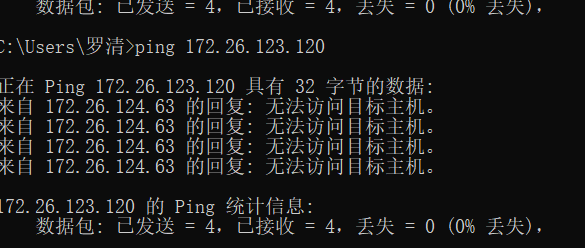 数据包: 已发送 = 4，已接收 = 4，丢失 = 0 (0% 丢失)，
C:\Users\罗清>ping 172.26.123.120
正在 Ping 172.26.123.120 具有 32 字节的数据:
来自 172.26.124.63 的回复: 无法访问目标主机。
来自 172.26.124.63 的回复: 无法访问目标主机。
来自 172.26.124.63 的回复: 无法访问目标主机。
来自 172.26.124.63 的回复: 无法访问目标主机。
172.26.123.120 的 Ping 统计信息:
数据包: 已发送 = 4，已接收 = 4，丢失 = 0 (0% 丢失)，